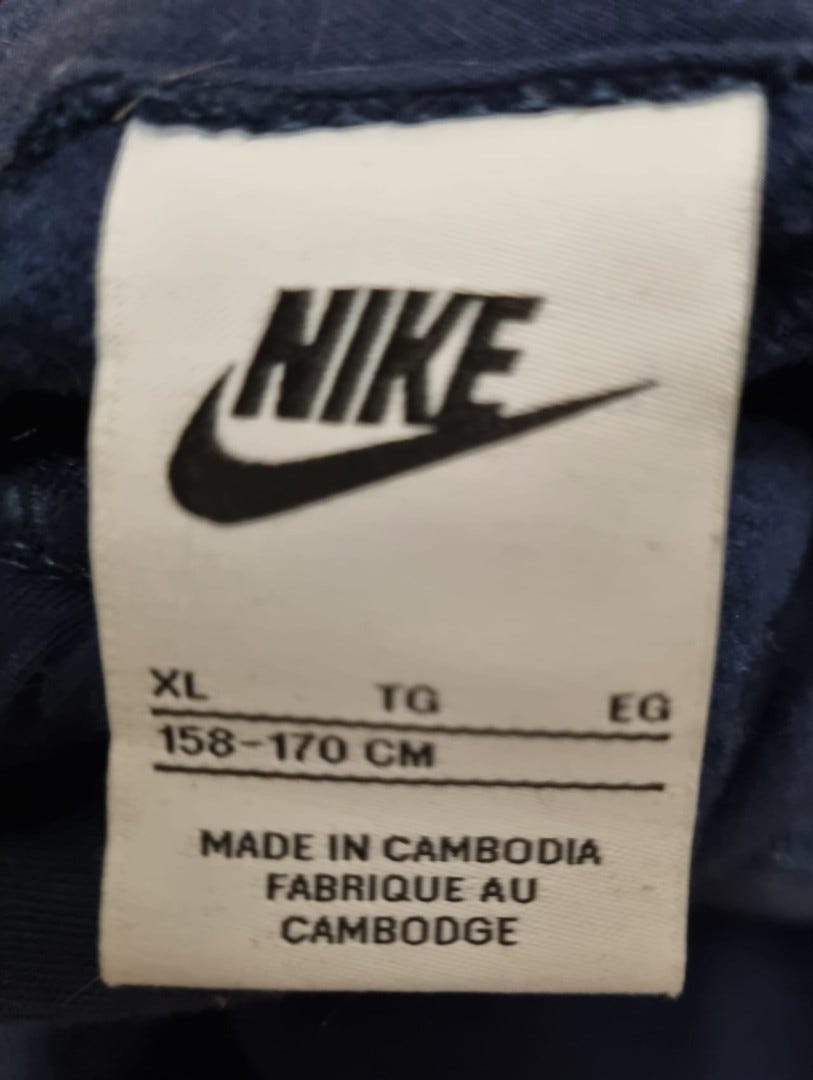 NIKE
XL TG EG
158-170 CM
MADE IN CAMBODIA
FABRIQUE AU
CAMBODGE